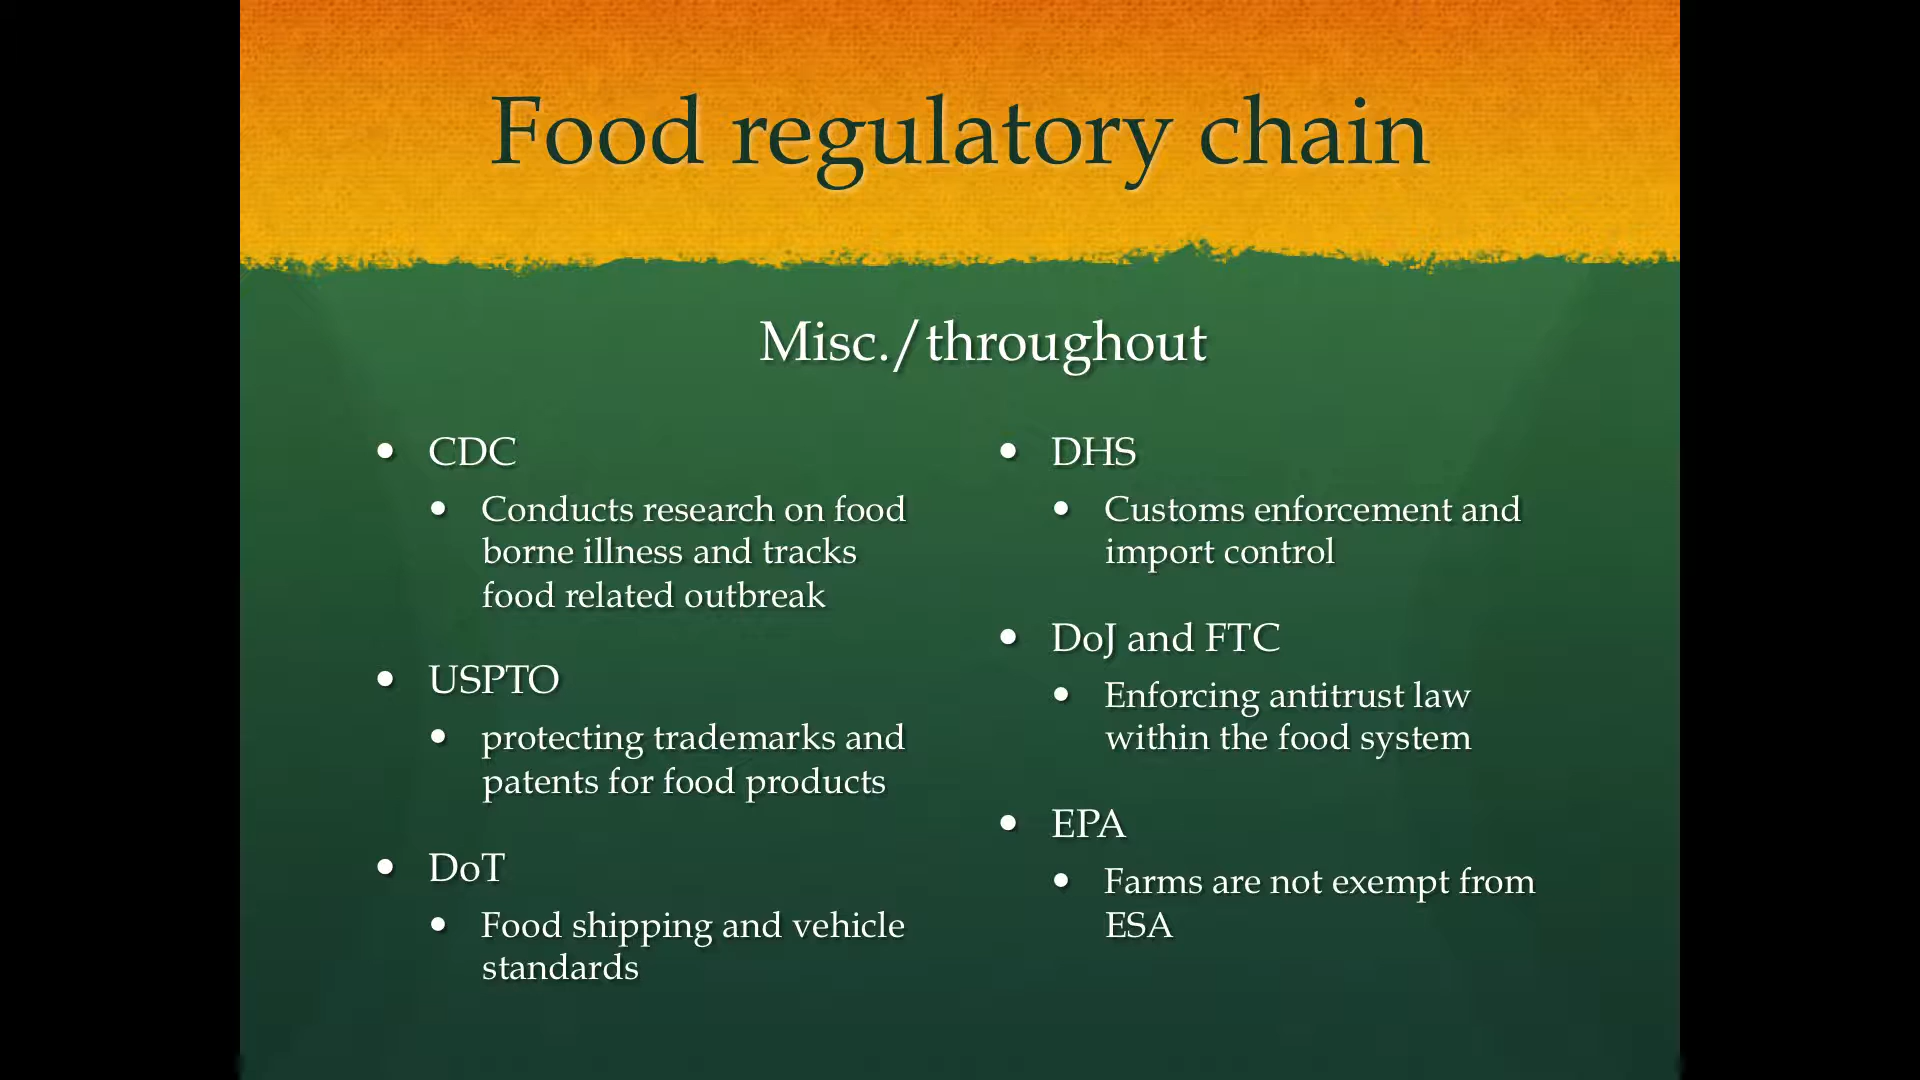 Food regulatory chain
Misc./throughout
• CDC
• Conducts research on food
borne illness and tracks
food related outbreak
• USPTO
• protecting trademarks and
patents for food products
• DoT
• Food shipping and vehicle
standards
• DHS
• Customs enforcement and
import control
• DoJ and FTC
• Enforcing antitrust law
within the food system
• EPA
• Farms are not exempt from
ESA